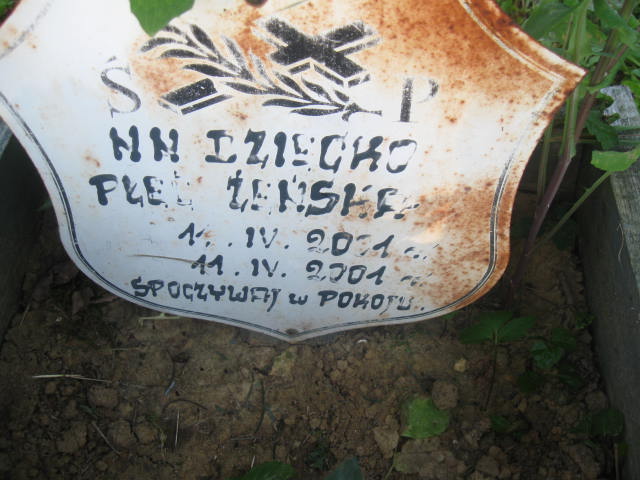 Ś P
NN DZIECKO
PŁEĆ ŻEŃSKA
11. IV. 2001 r.
11. IV. 2001 r.
SPOCZYWAJ W POKOJU